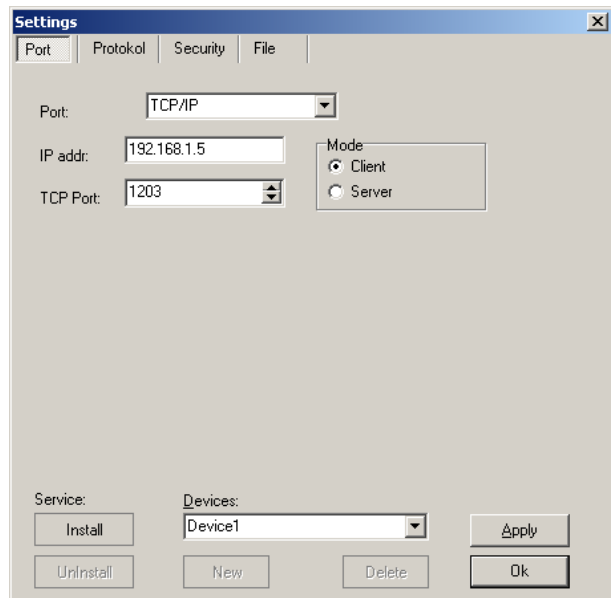 Settings
Port Protokol Security File
Port: TCP/IP
IP addr: 192.168.1.5
TCP Port: 1203
Mode
Client
Server
Service: Devices:
Install Device1 Apply
UnInstall New Delete Ok